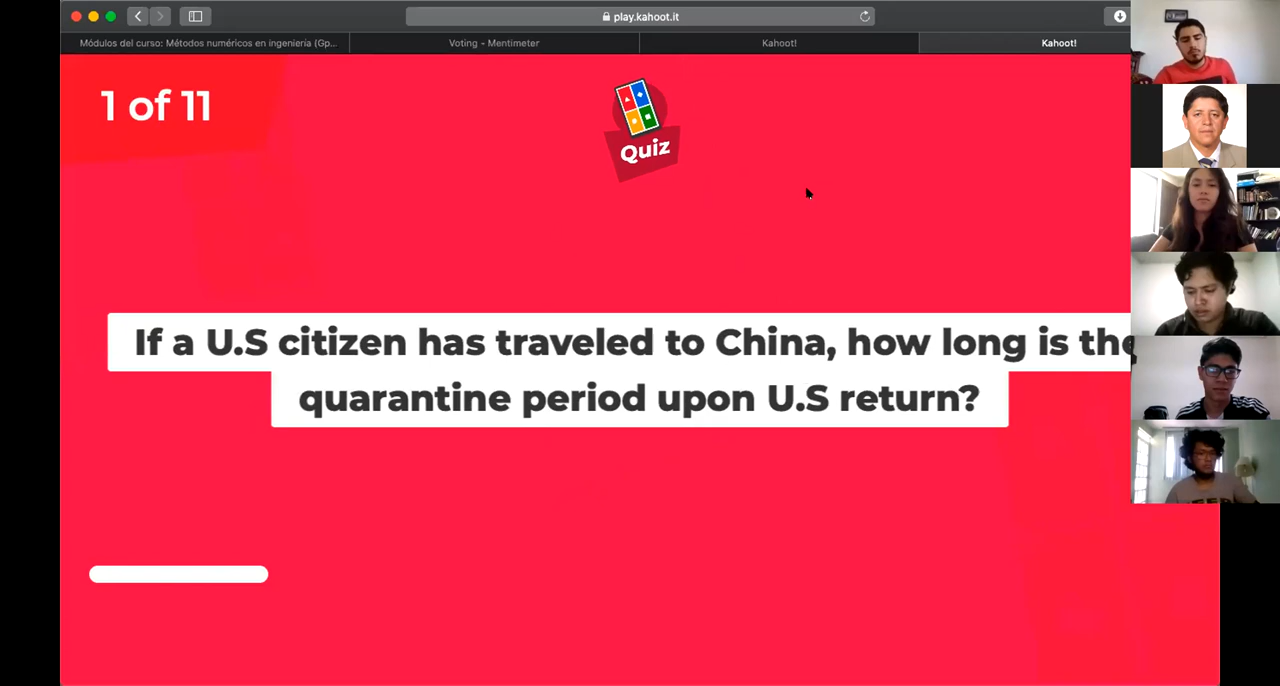 play.kahoot.it
Módulos del curso: Métodos numéricos en ingeniería (Gp...
Voting - Mentimeter
Kahoot!
Kahoot!
1 of 11
Quiz
If a U.S citizen has traveled to China, how long is the
quarantine period upon U.S return?